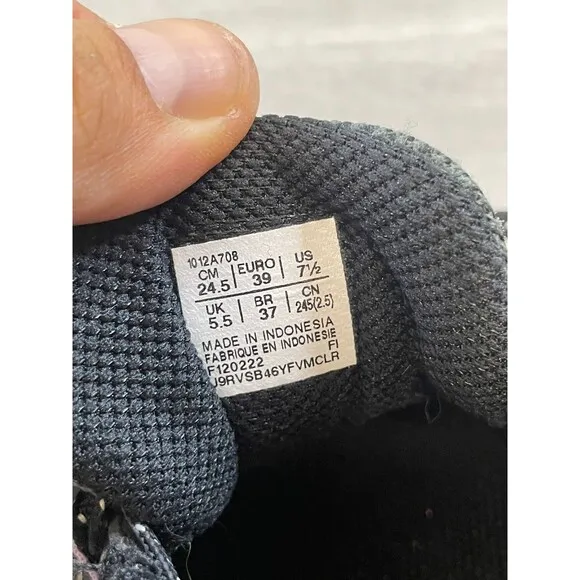 1012A708
CM EURO US
24.5 39 7½
UK BR CN
5.5 37 245(2.5)
MADE IN INDONESIA
FABRIQUE EN INDONESIE
F120222 FI
J9RVSB46YFVMCLR